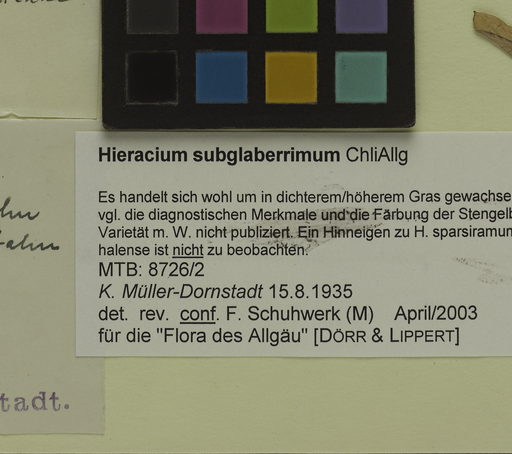 Hieracium subglaberrimum ChliAllg
Es handelt sich wohl um in dichterem/höherem Gras gewachse
vgl. die diagnostischen Merkmale und die Färbung der Stengelb
Varietät m. W. nicht publiziert. Ein Hinneigen zu H. sparsiramum
halense ist nicht zu beobachten.
MTB: 8726/2
K. Müller-Dornstadt 15.8.1935
det. rev. conf. F. Schuhwerk (M) April/2003
für die "Flora des Allgäu" [DÖRR & LIPPERT]
tadt.